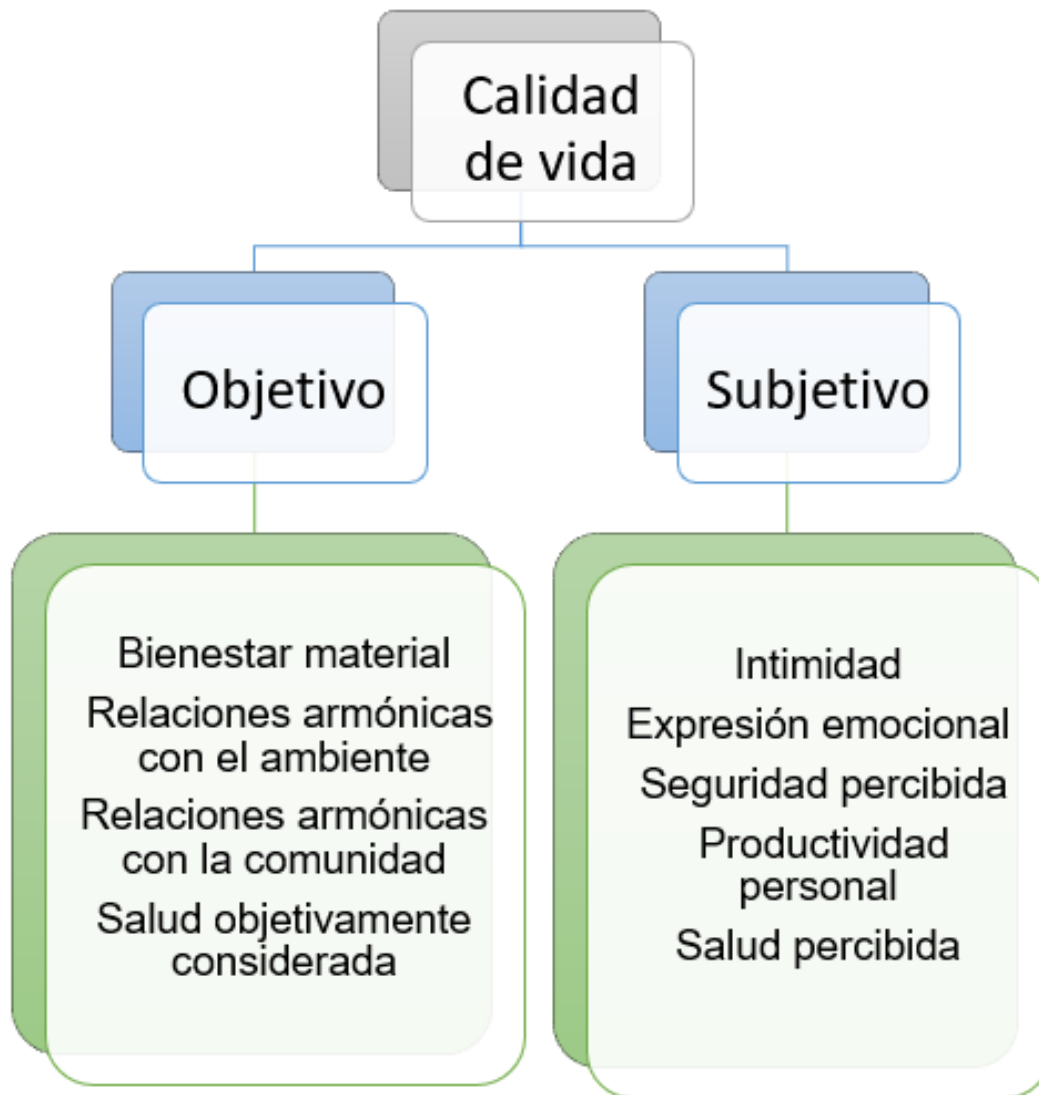 Calidad
de vida
Objetivo
Subjetivo
Bienestar material
Relaciones armónicas
con el ambiente
Relaciones armónicas
con la comunidad
Salud objetivamente
considerada
Intimidad
Expresión emocional
Seguridad percibida
Productividad
personal
Salud percibida